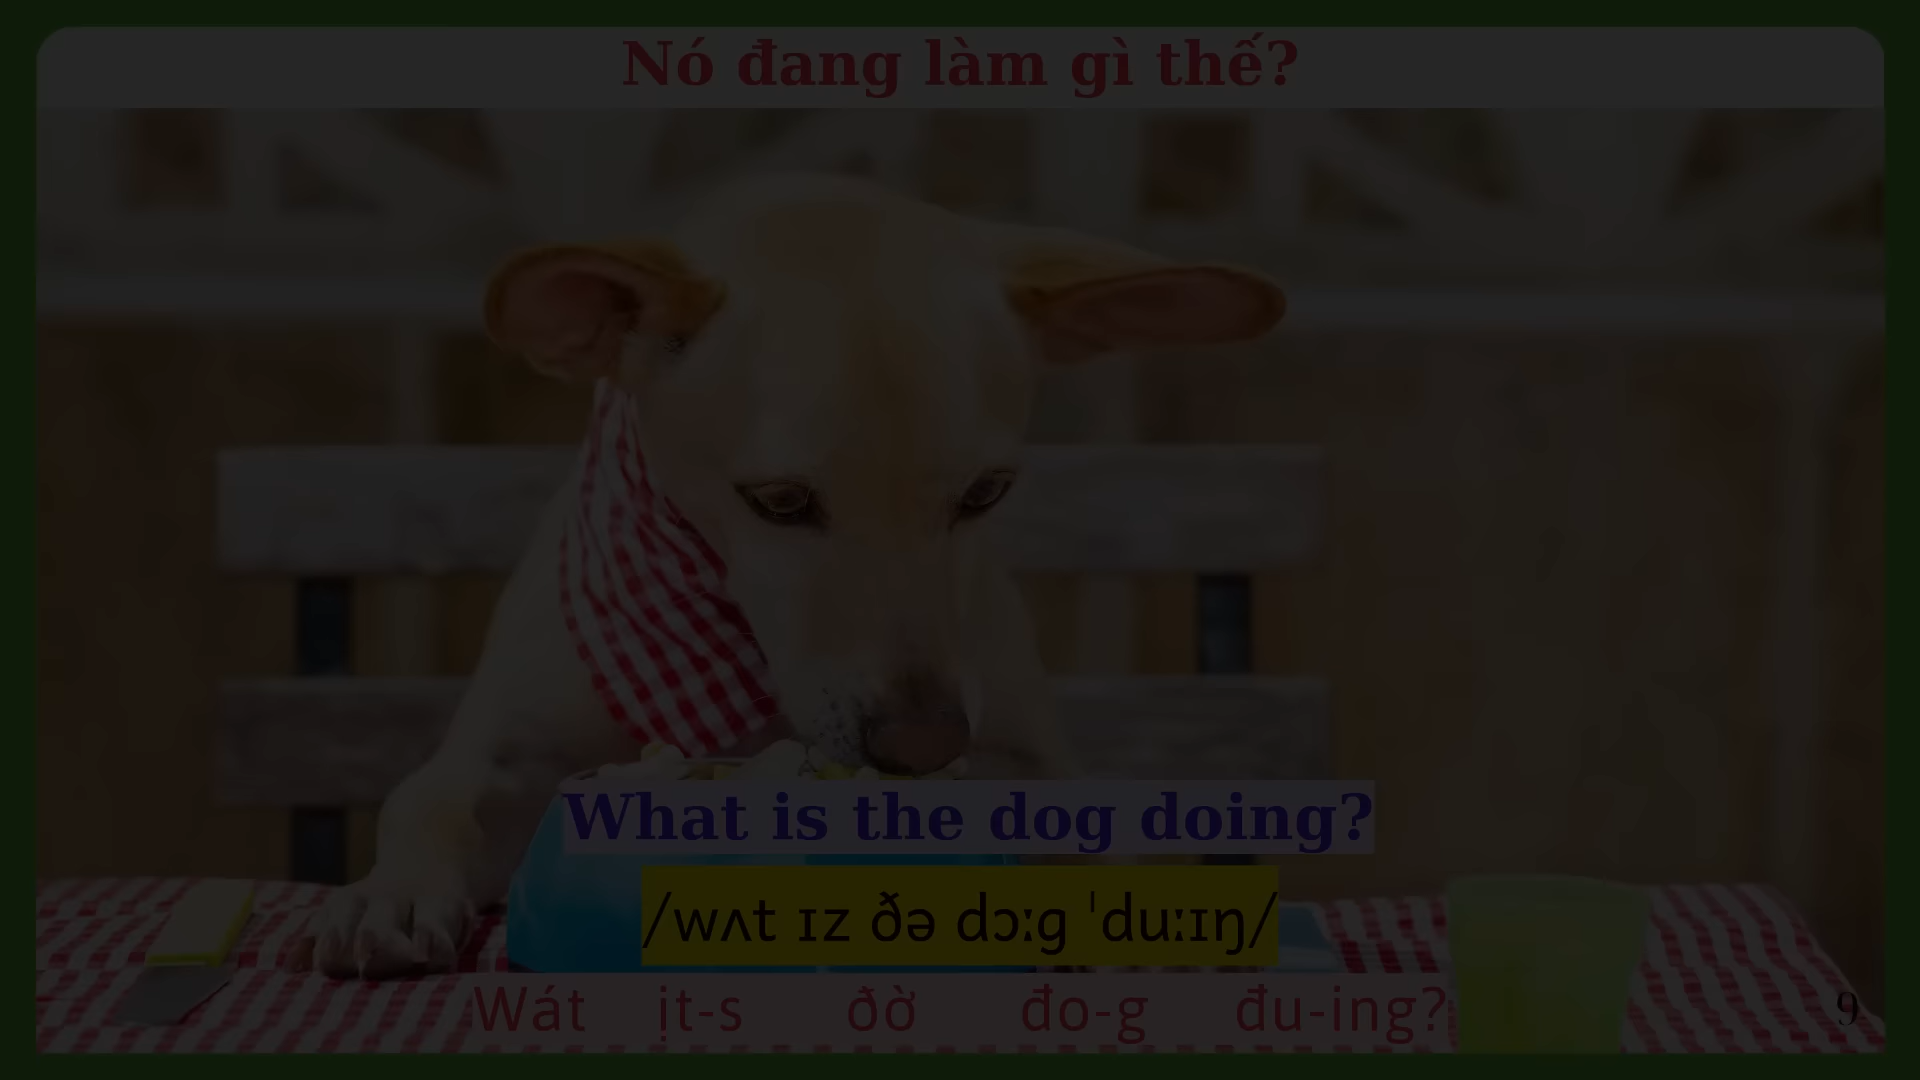 Nó đang làm gì thế?
What is the dog doing?
/wʌt ɪz ðə dɔːg ˈduːɪŋ/
Wát ịt-s ðờ đo-g đu-ing?
9